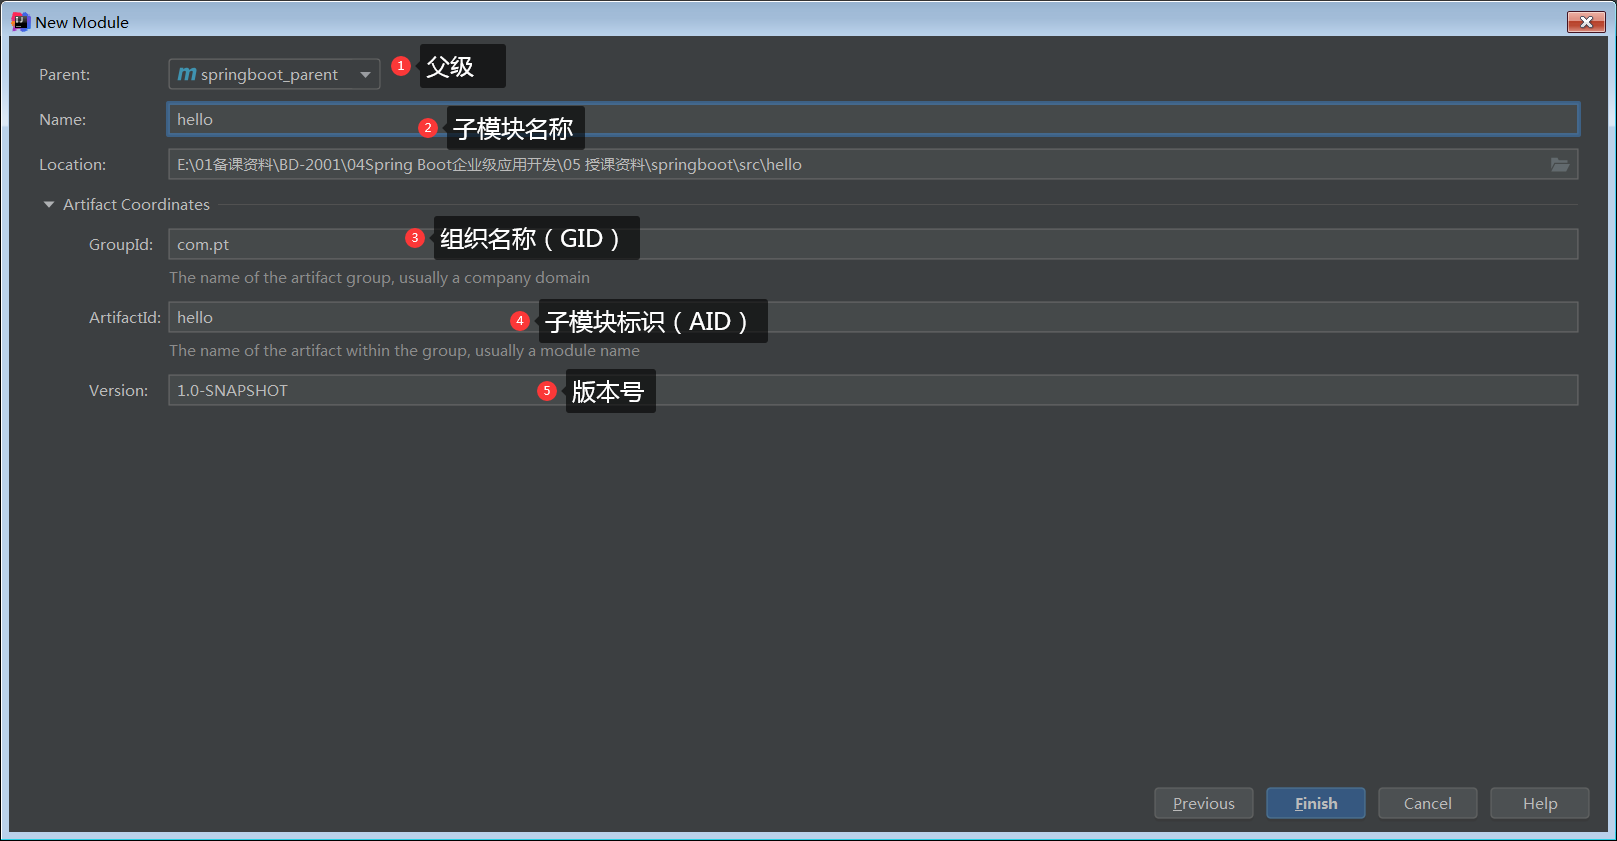 New Module
Parent: springboot_parent 1 父级
Name: hello 2 子模块名称
Location: E:\01备课资料\BD-2001\04Spring Boot企业级应用开发\05 授课资料\springboot\src\hello
Artifact Coordinates
GroupId: com.pt 3 组织名称（GID）
The name of the artifact group, usually a company domain
ArtifactId: hello 4 子模块标识（AID）
The name of the artifact within the group, usually a module name
Version: 1.0-SNAPSHOT 5 版本号
Previous Finish Cancel Help